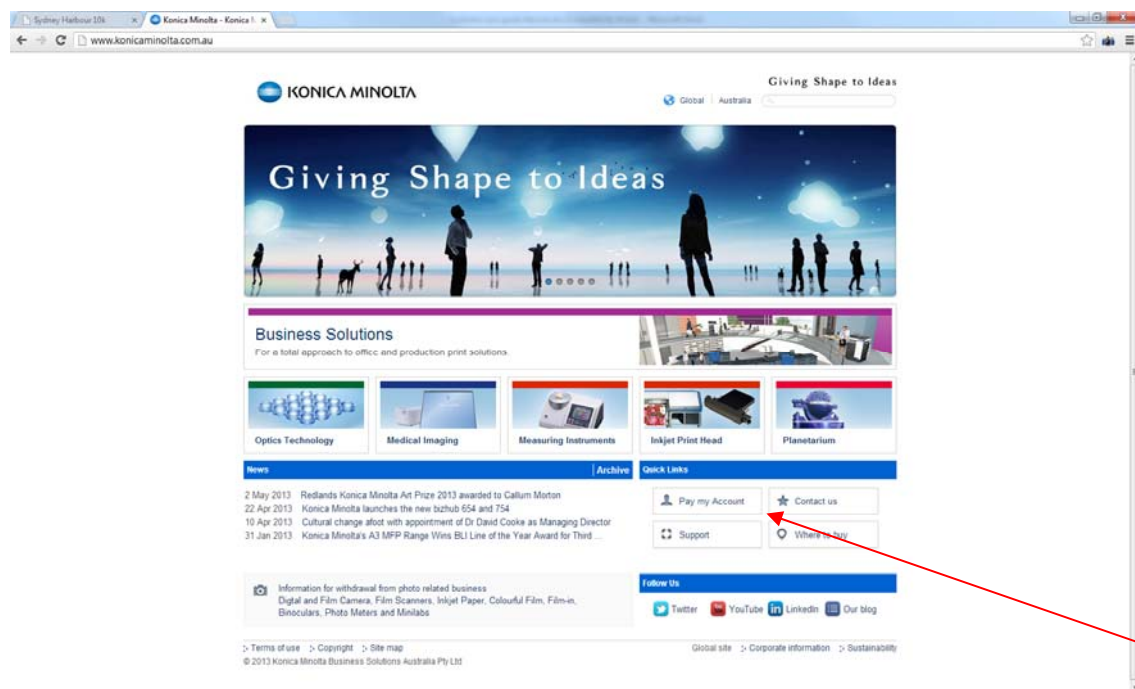 Sydney Harbour 10k
Konica Minolta - Konica
www.konicaminolta.com.au
KONICA MINOLTA
Giving Shape to Ideas
Global Australia
Giving Shape to Ideas
Business Solutions
For a total approach to office and production print solutions.
Optics Technology
Medical Imaging
Measuring Instruments
Inkjet Print Head
Planetarium
News Archive
2 May 2013 Redlands Konica Minolta Art Prize 2013 awarded to Callum Morton
22 Apr 2013 Konica Minolta launches the new bizhub 654 and 754
10 Apr 2013 Cultural change afoot with appointment of Dr David Cooke as Managing Director
31 Jan 2013 Konica Minolta's A3 MFP Range Wins BLI Line of the Year Award for Third ...
Quick Links
Pay my Account
Contact us
Support
Where to buy
Information for withdrawal from photo related business
Digtal and Film Camera, Film Scanners, Inkjet Paper, Colourful Film, Film-in,
Binoculars, Photo Meters and Minilabs
Follow Us
Twitter YouTube LinkedIn Our blog
Terms of use Copyright Site map
Global site Corporate information Sustainability
© 2013 Konica Minolta Business Solutions Australia Pty Ltd